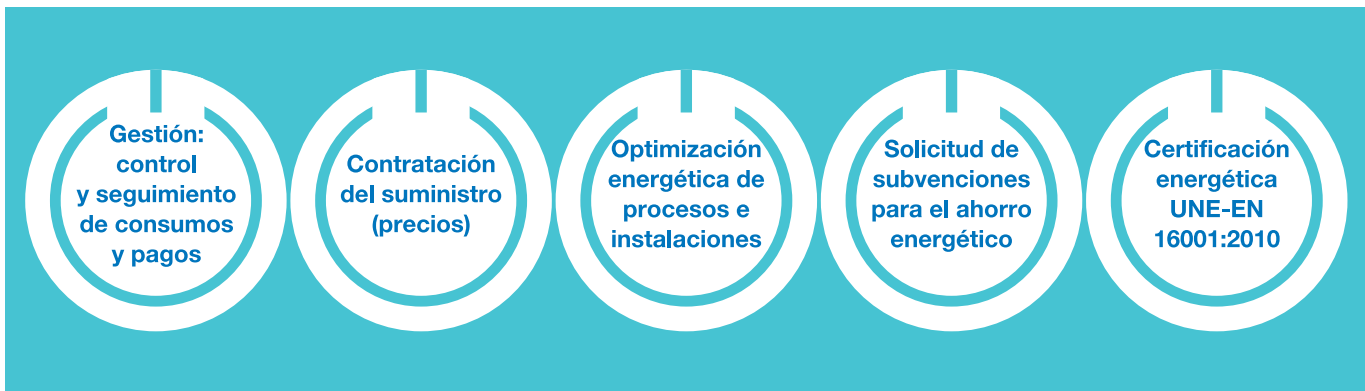 Gestión:
control
y seguimiento
de consumos
y pagos
Contratación
del suministro
(precios)
Optimización
energética de
procesos e
instalaciones
Solicitud de
subvenciones
para el ahorro
energético
Certificación
energética
UNE-EN
16001:2010